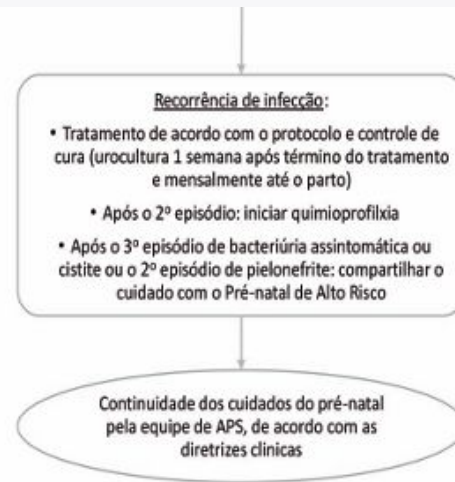 Recorrência de infecção:
• Tratamento de acordo com o protocolo e controle de
cura (urocultura 1 semana após término do tratamento
e mensalmente até o parto)
• Após o 2º episódio: iniciar quimioprofilxia
• Após o 3º episódio de bacteriúria assintomática ou
cistite ou o 2º episódio de pielonefrite: compartilhar o
cuidado com o Pré-natal de Alto Risco
Continuidade dos cuidados do pré-natal
pela equipe de APS, de acordo com as
diretrizes clinicas